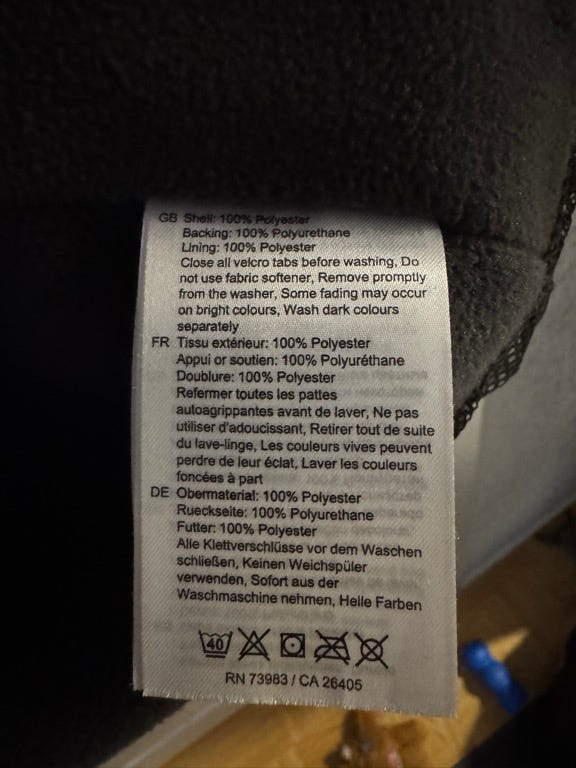 GB Shell: 100% Polyester
Backing: 100% Polyurethane
Lining: 100% Polyester
Close all velcro tabs before washing, Do
not use fabric softener, Remove promptly
from the washer, Some fading may occur
on bright colours, Wash dark colours
separately
FR Tissu extérieur: 100% Polyester
Appui or soutien: 100% Polyuréthane
Doublure: 100% Polyester
Refermer toutes les pattes
autoagrippantes avant de laver, Ne pas
utiliser d'adoucissant, Retirer tout de suite
du lave-linge, Les couleurs vives peuvent
perdre de leur éclat, Laver les couleurs
foncées à part
DE Obermaterial: 100% Polyester
Rueckseite: 100% Polyurethane
Futter: 100% Polyester
Alle Klettverschlüsse vor dem Waschen
schließen, Keinen Weichspüler
verwenden, Sofort aus der
Waschmaschine nehmen, Helle Farben
40
RN 73983 / CA 26405